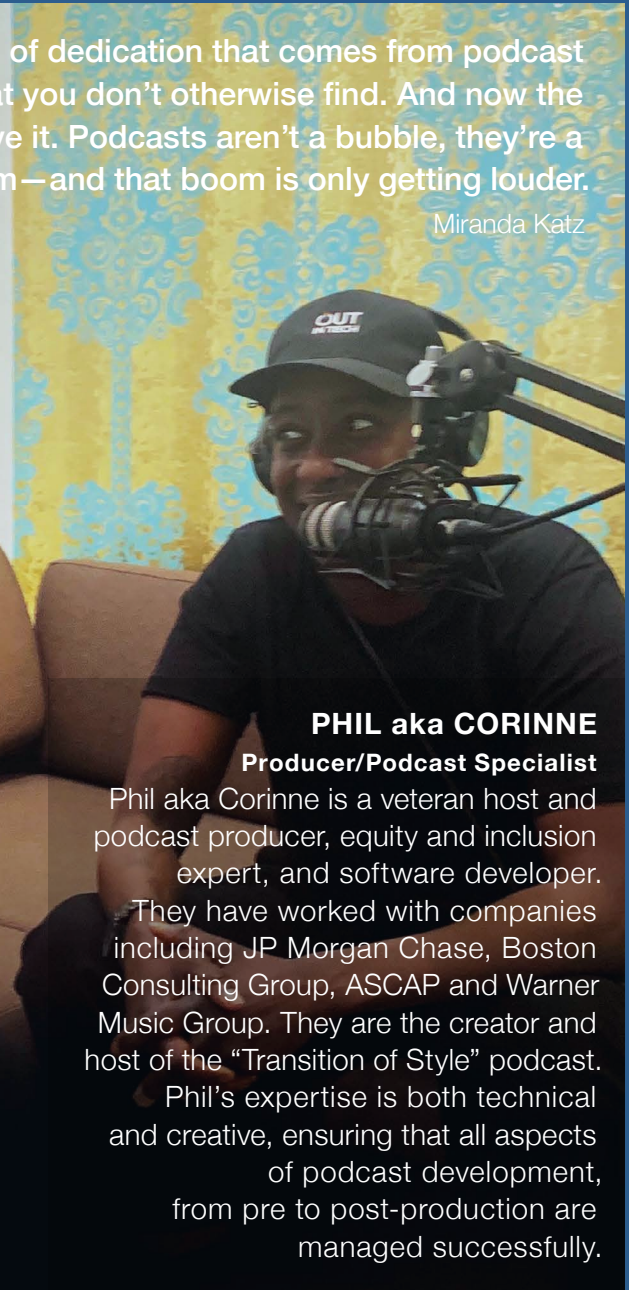 of dedication that comes from podcast
t you don’t otherwise find. And now the
e it. Podcasts aren’t a bubble, they’re a
m—and that boom is only getting louder.
Miranda Katz
OUT
IN TECH
PHIL aka CORINNE
Producer/Podcast Specialist
Phil aka Corinne is a veteran host and
podcast producer, equity and inclusion
expert, and software developer.
They have worked with companies
including JP Morgan Chase, Boston
Consulting Group, ASCAP and Warner
Music Group. They are the creator and
host of the “Transition of Style” podcast.
Phil’s expertise is both technical
and creative, ensuring that all aspects
of podcast development,
from pre to post-production are
managed successfully.